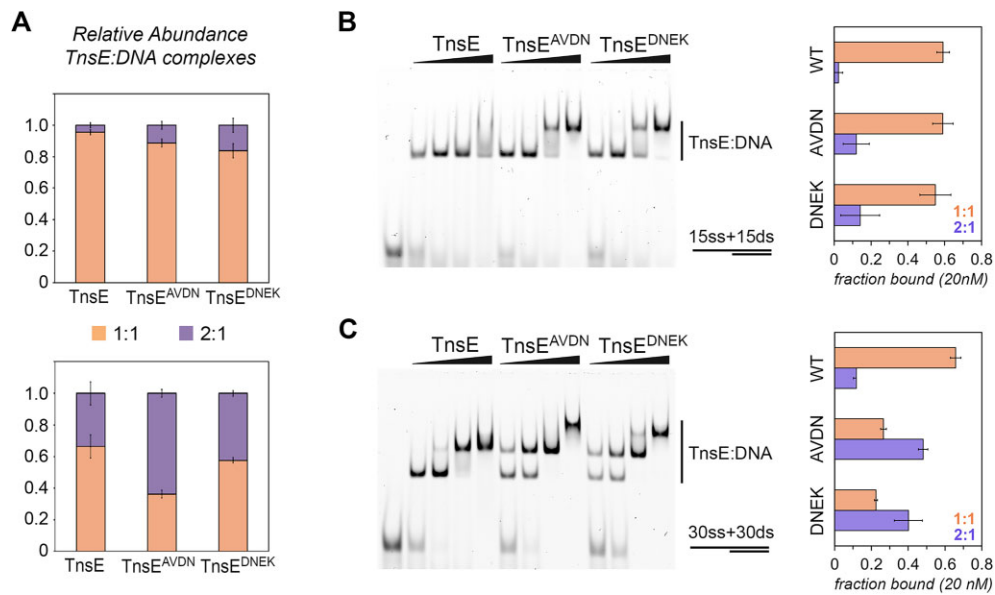 A
Relative Abundance
TnsE:DNA complexes
1.0
0.8
0.6
0.4
0.2
0
TnsE
TnsE^AVDN
TnsE^DNEK
1:1
2:1
1.0
0.8
0.6
0.4
0.2
0
TnsE
TnsE^AVDN
TnsE^DNEK
B
TnsE
TnsE^AVDN
TnsE^DNEK
TnsE:DNA
15ss+15ds
WT
AVDN
DNEK
1:1
2:1
0 0.2 0.4 0.6 0.8
fraction bound (20nM)
C
TnsE
TnsE^AVDN
TnsE^DNEK
TnsE:DNA
30ss+30ds
WT
AVDN
DNEK
1:1
2:1
0 0.2 0.4 0.6 0.8
fraction bound (20 nM)